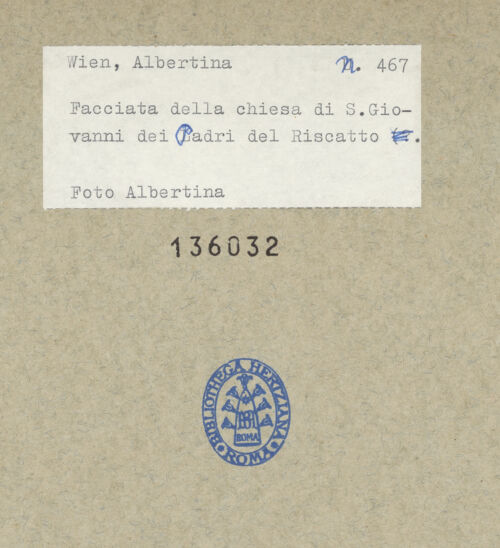 Wien, Albertina n. 467
Facciata della chiesa di S.Gio-
vanni dei Padri del Riscatto .
Foto Albertina
136032
BIBLIOTHECA HERTZIANA
ROMA
ROMA